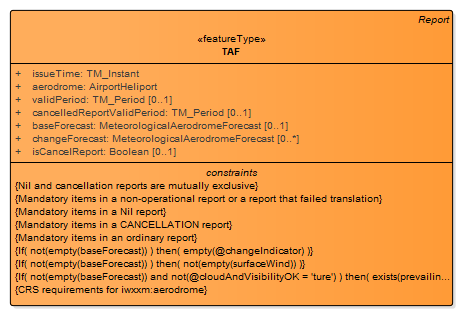 Report
«featureType»
TAF
+ issueTime: TM_Instant
+ aerodrome: AirportHeliport
+ validPeriod: TM_Period [0..1]
+ cancelledReportValidPeriod: TM_Period [0..1]
+ baseForecast: MeteorologicalAerodromeForecast [0..1]
+ changeForecast: MeteorologicalAerodromeForecast [0..*]
+ isCancelReport: Boolean [0..1]
constraints
{Nil and cancellation reports are mutually exclusive}
{Mandatory items in a non-operational report or a report that failed translation}
{Mandatory items in a Nil report}
{Mandatory items in a CANCELLATION report}
{Mandatory items in an ordinary report}
{If( not(empty(baseForecast)) ) then( empty(@changeIndicator) )}
{If( not(empty(baseForecast)) ) then( not(empty(surfaceWind)) )}
{If( not(empty(baseForecast)) and not(@cloudAndVisibilityOK = 'ture') ) then( exists(prevailin...
{CRS requirements for iwxxm:aerodrome}